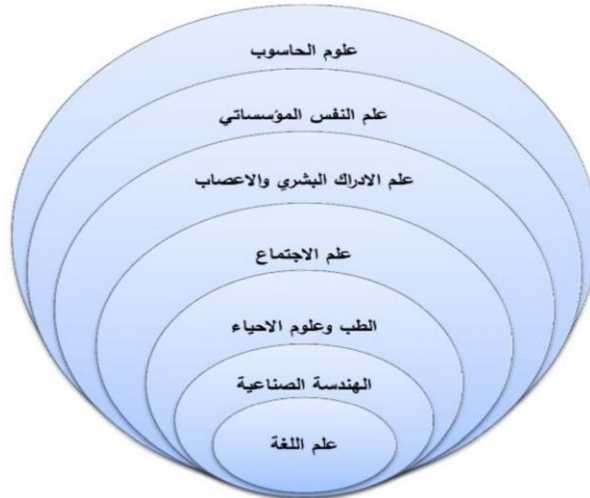 علوم الحاسوب
علم النفس المؤسساتي
علم الادراك البشري والاعصاب
علم الاجتماع
الطب وعلوم الاحياء
الهندسة الصناعية
علم اللغة